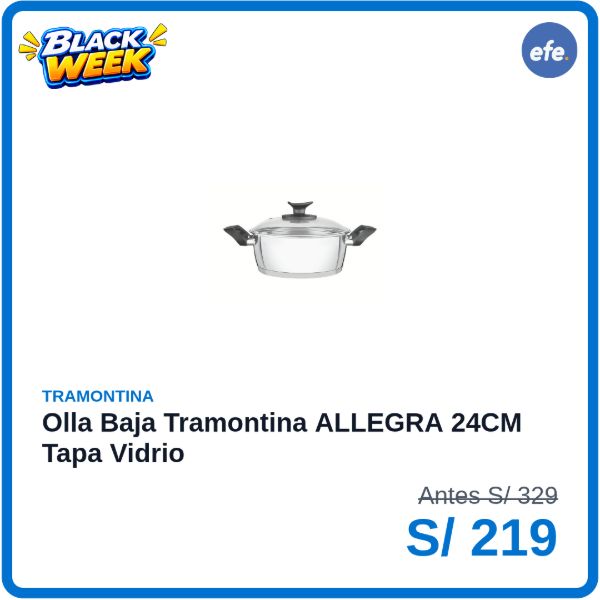 BLACK
WEEK
efe.
TRAMONTINA
Olla Baja Tramontina ALLEGRA 24CM
Tapa Vidrio
Antes S/ 329
S/ 219